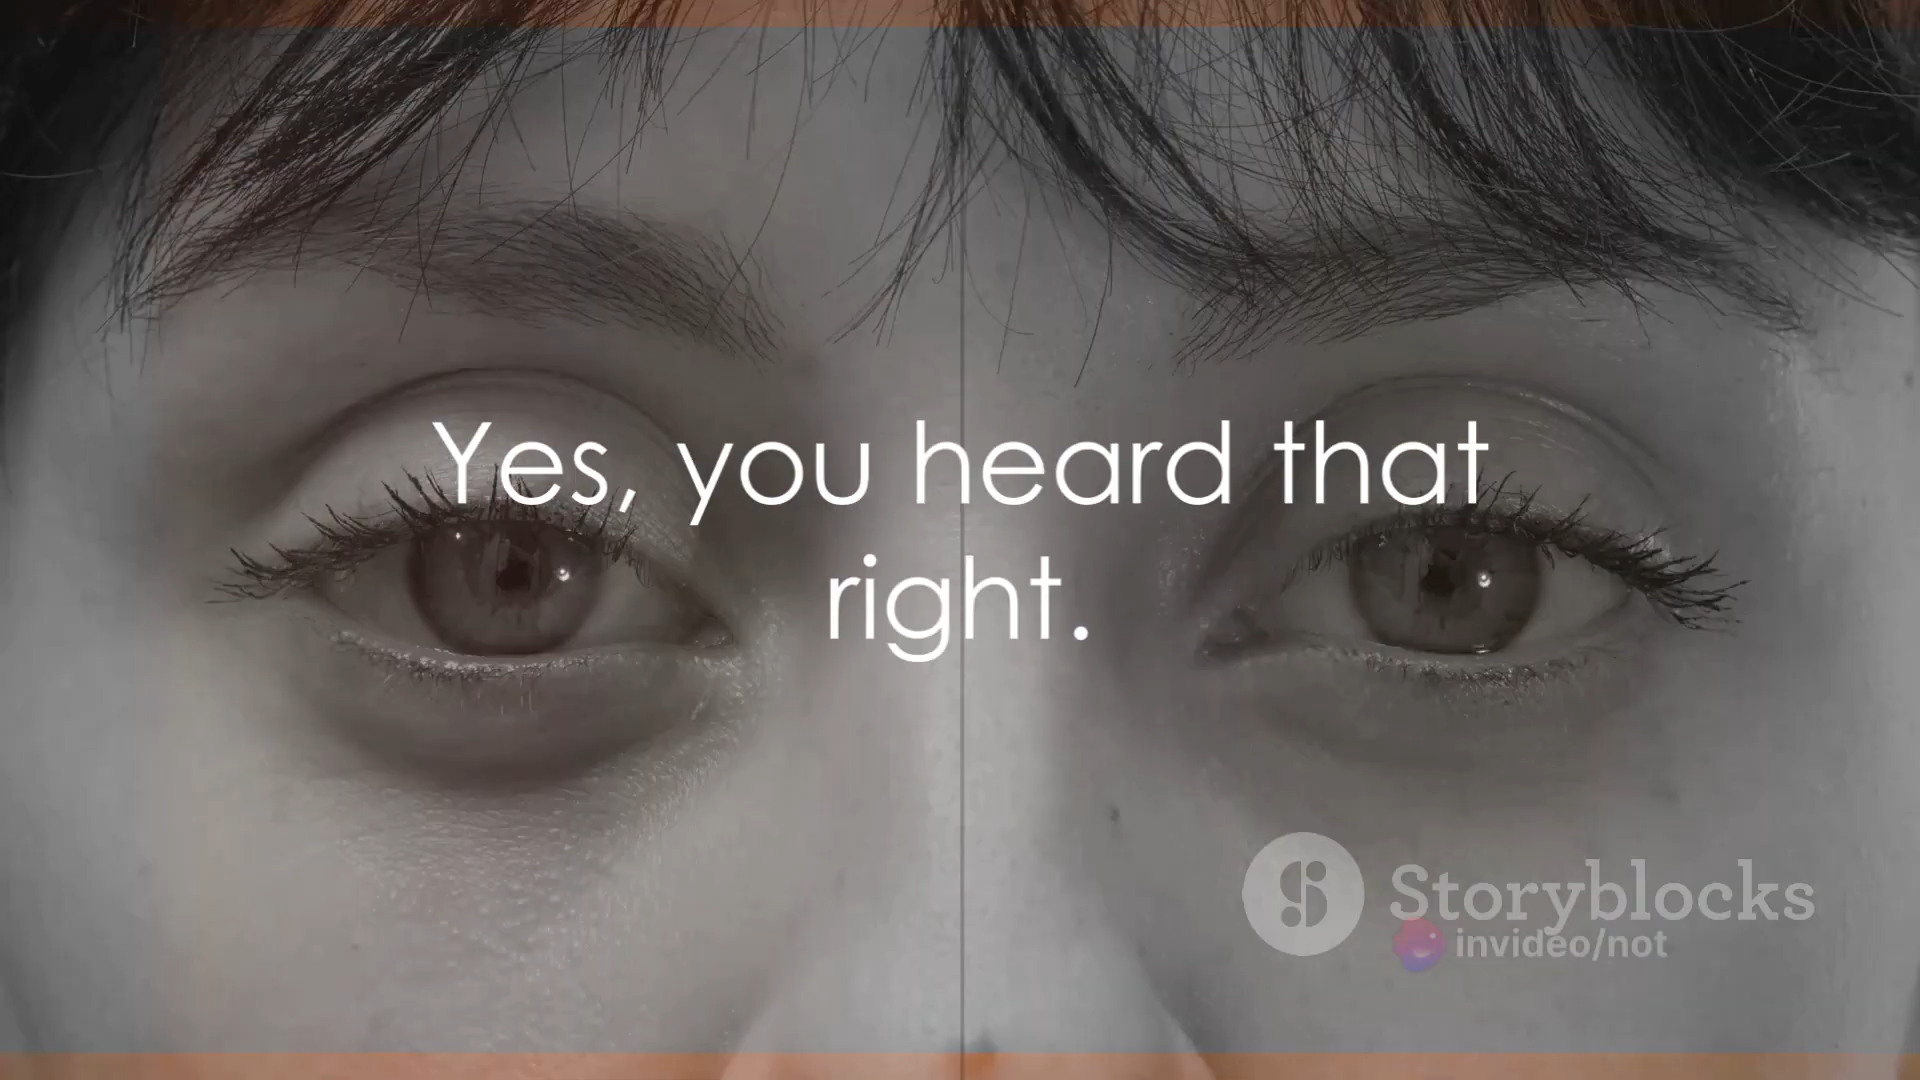 Yes, you heard that
right.
Storyblocks
invideo/not